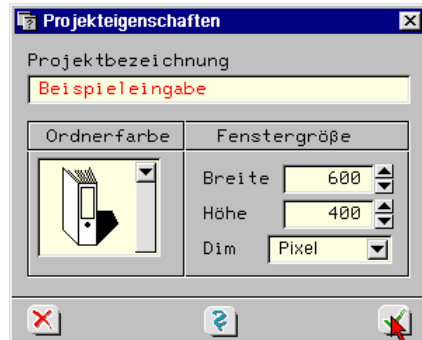 Projekteigenschaften
Projektbezeichnung
Beispieleingabe
Ordnerfarbe
Fenstergröße
Breite 600
Höhe 400
Dim Pixel